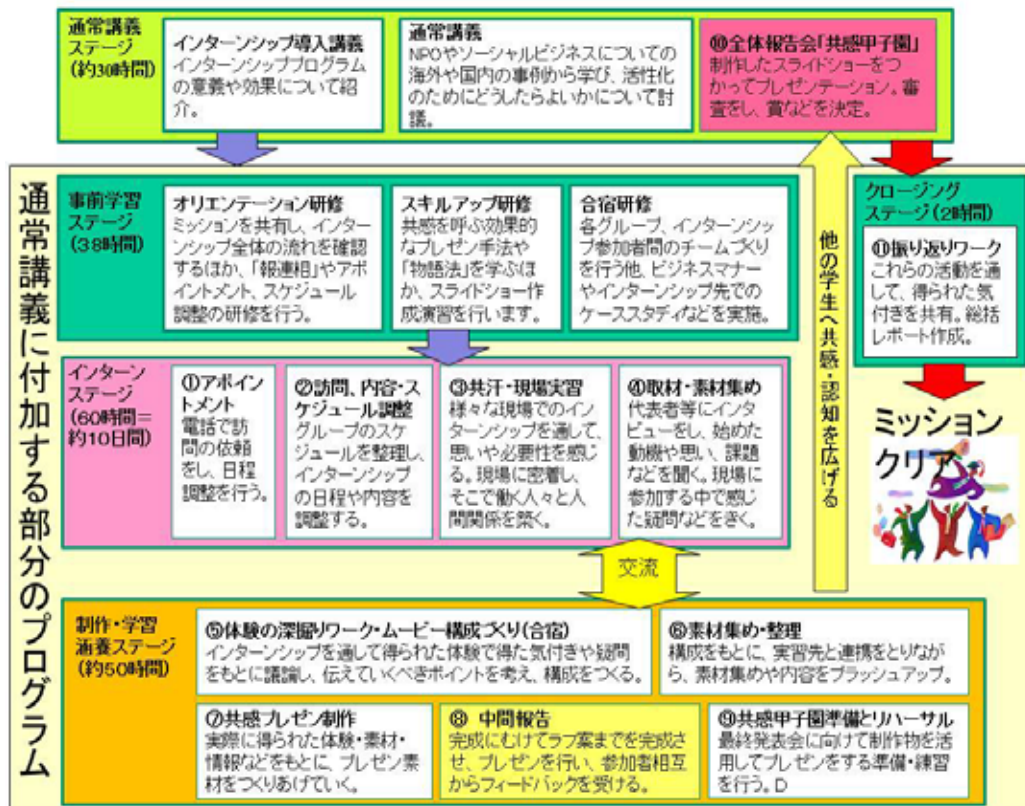 通常講義
ステージ
(約30時間)
インターンシップ導入講義
インターンシッププログラム
の意義や効果について紹
介。
通常講義
NPOやソーシャルビジネスについての
海外や国内の事例から学び、活性化
のためにどうしたらよいかについて討
議。
⑩全体報告会「共感甲子園」
制作したスライドショーをつ
かってプレゼンテーション。審
査をし、賞などを決定。
通常講義に付加する部分のプログラム
事前学習
ステージ
(38時間)
オリエンテーション研修
ミッションを共有し、インター
ンシップ全体の流れを確認
するほか、「報連相」やアポ
イントメント、スケジュール
調整の研修を行う。
スキルアップ研修
共感を呼ぶ効果的
なプレゼン手法や
「物語法」を学ぶほ
か、スライドショー作
成演習を行います。
合宿研修
各グループ、インターンシッ
プ参加者間のチームづくり
を行う他、ビジネスマナー
やインターンシップ先での
ケーススタディなどを実施。
他の学生へ共感・認知を広げる
クロージング
ステージ(2時間)
⑪振り返りワーク
これらの活動を通
して、得られた気
付きを共有。総括
レポート作成。
インターン
ステージ
(60時間=
約10日間)
①アポイン
トメント
電話で訪
問の依頼
をし、日程
調整を行う。
②訪問、内容・ス
ケジュール調整
グループのスケ
ジュールを整理し、
インターンシップ
の日程や内容を
調整する。
③共汗・現場実習
様々な現場でのイン
ターンシップを通して、
思いや必要性を感じ
る。現場に密着し、
そこで働く人々と人
間関係を築く。
④取材・素材集め
代表者等にインタ
ビューをし、始めた
動機や思い、課題
などを聞く。現場に
参加する中で感じ
た疑問などをきく。
ミッション
クリア
交流
制作・学習
涵養ステージ
(約50時間)
⑤体験の深掘りワーク・ムービー構成づくり(合宿)
インターンシップを通して得られた体験で得た気付きや疑問
をもとに議論し、伝えていくべきポイントを考え、構成をつくる。
⑥素材集め・整理
構成をもとに、実習先と連携をとりなが
ら、素材集めや内容をブラッシュアップ。
⑦共感プレゼン制作
実際に得られた体験・素材・
情報などをもとに、プレゼン素
材をつくりあげていく。
⑧ 中間報告
完成にむけてラフ案までを完成さ
せ、プレゼンを行い、参加者相互
からフィードバックを受ける。
⑨共感甲子園準備とリハーサル
最終発表会に向けて制作物を活
用してプレゼンをする準備・練習
を行う。D